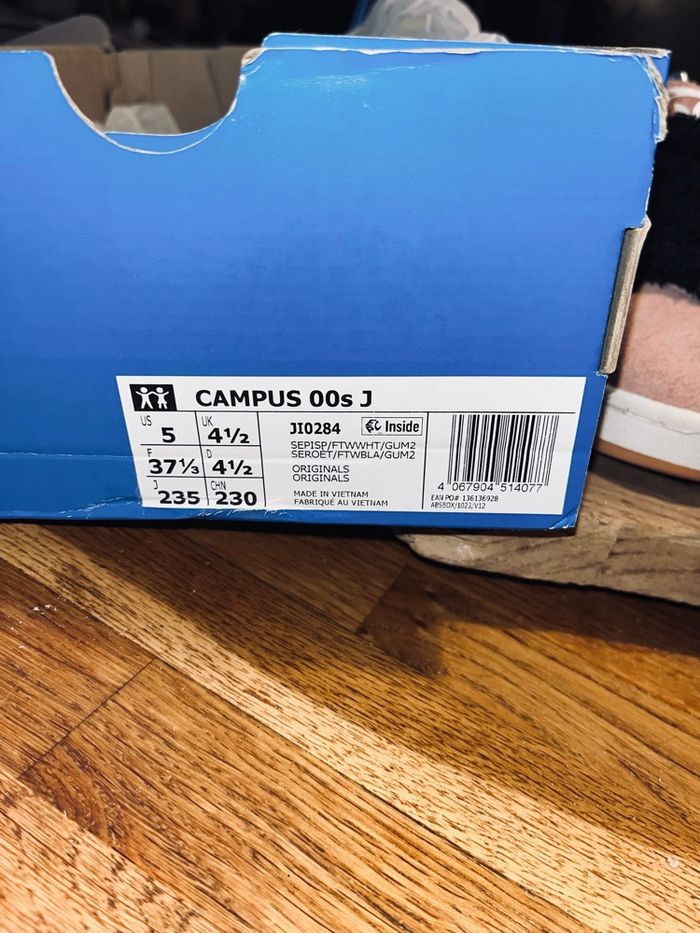 CAMPUS 00s J
US 5 UK 4½
F 37⅓ D 4½
J 235 CHN 230
JI0284 Inside
SEPISP/FTWWHT/GUM2
SEROET/FTWBLA/GUM2
ORIGINALS
ORIGINALS
MADE IN VIETNAM
FABRIQUÉ AU VIETNAM
4 067904 514077
EAN PO# 136136928
ABSBOX/1023/V12